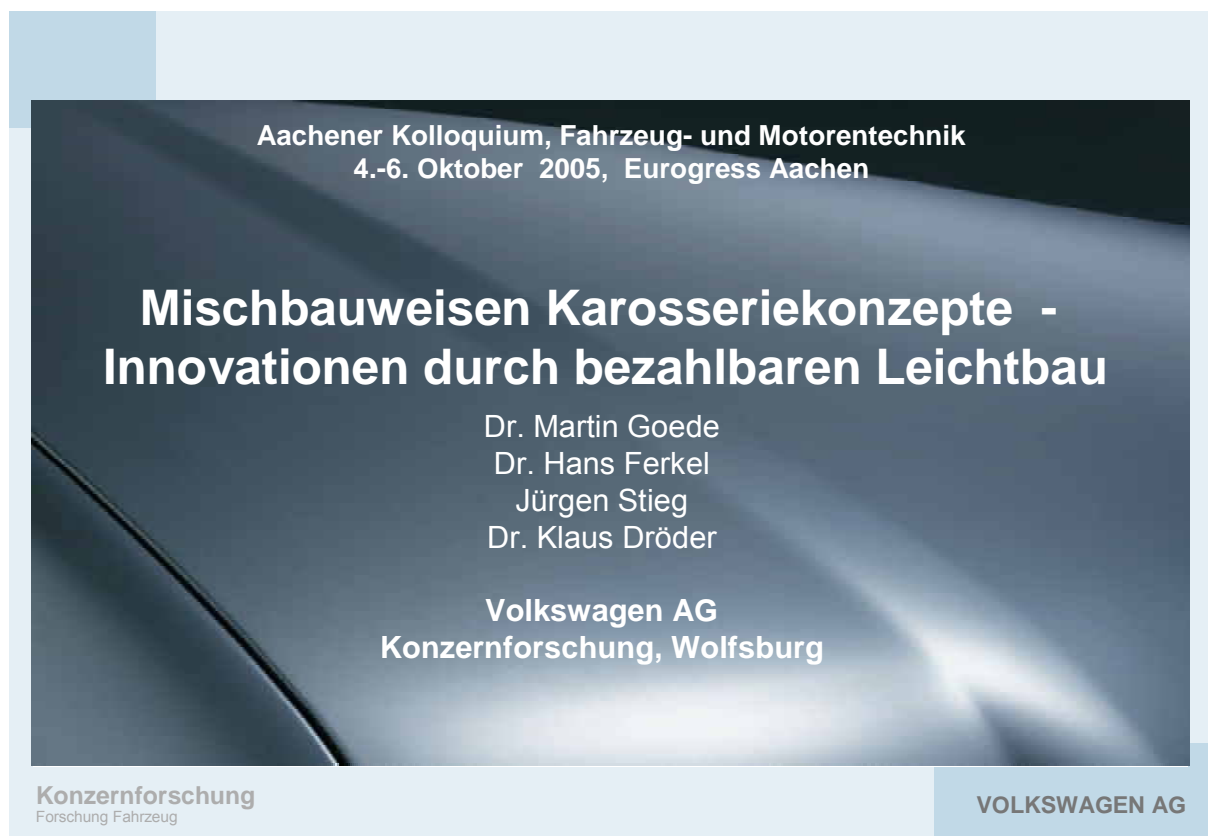 Aachener Kolloquium, Fahrzeug- und Motorentechnik
4.-6. Oktober 2005, Eurogress Aachen
Mischbauweisen Karosseriekonzepte -
Innovationen durch bezahlbaren Leichtbau
Dr. Martin Goede
Dr. Hans Ferkel
Jürgen Stieg
Dr. Klaus Dröder
Volkswagen AG
Konzernforschung, Wolfsburg
Konzernforschung
Forschung Fahrzeug
VOLKSWAGEN AG